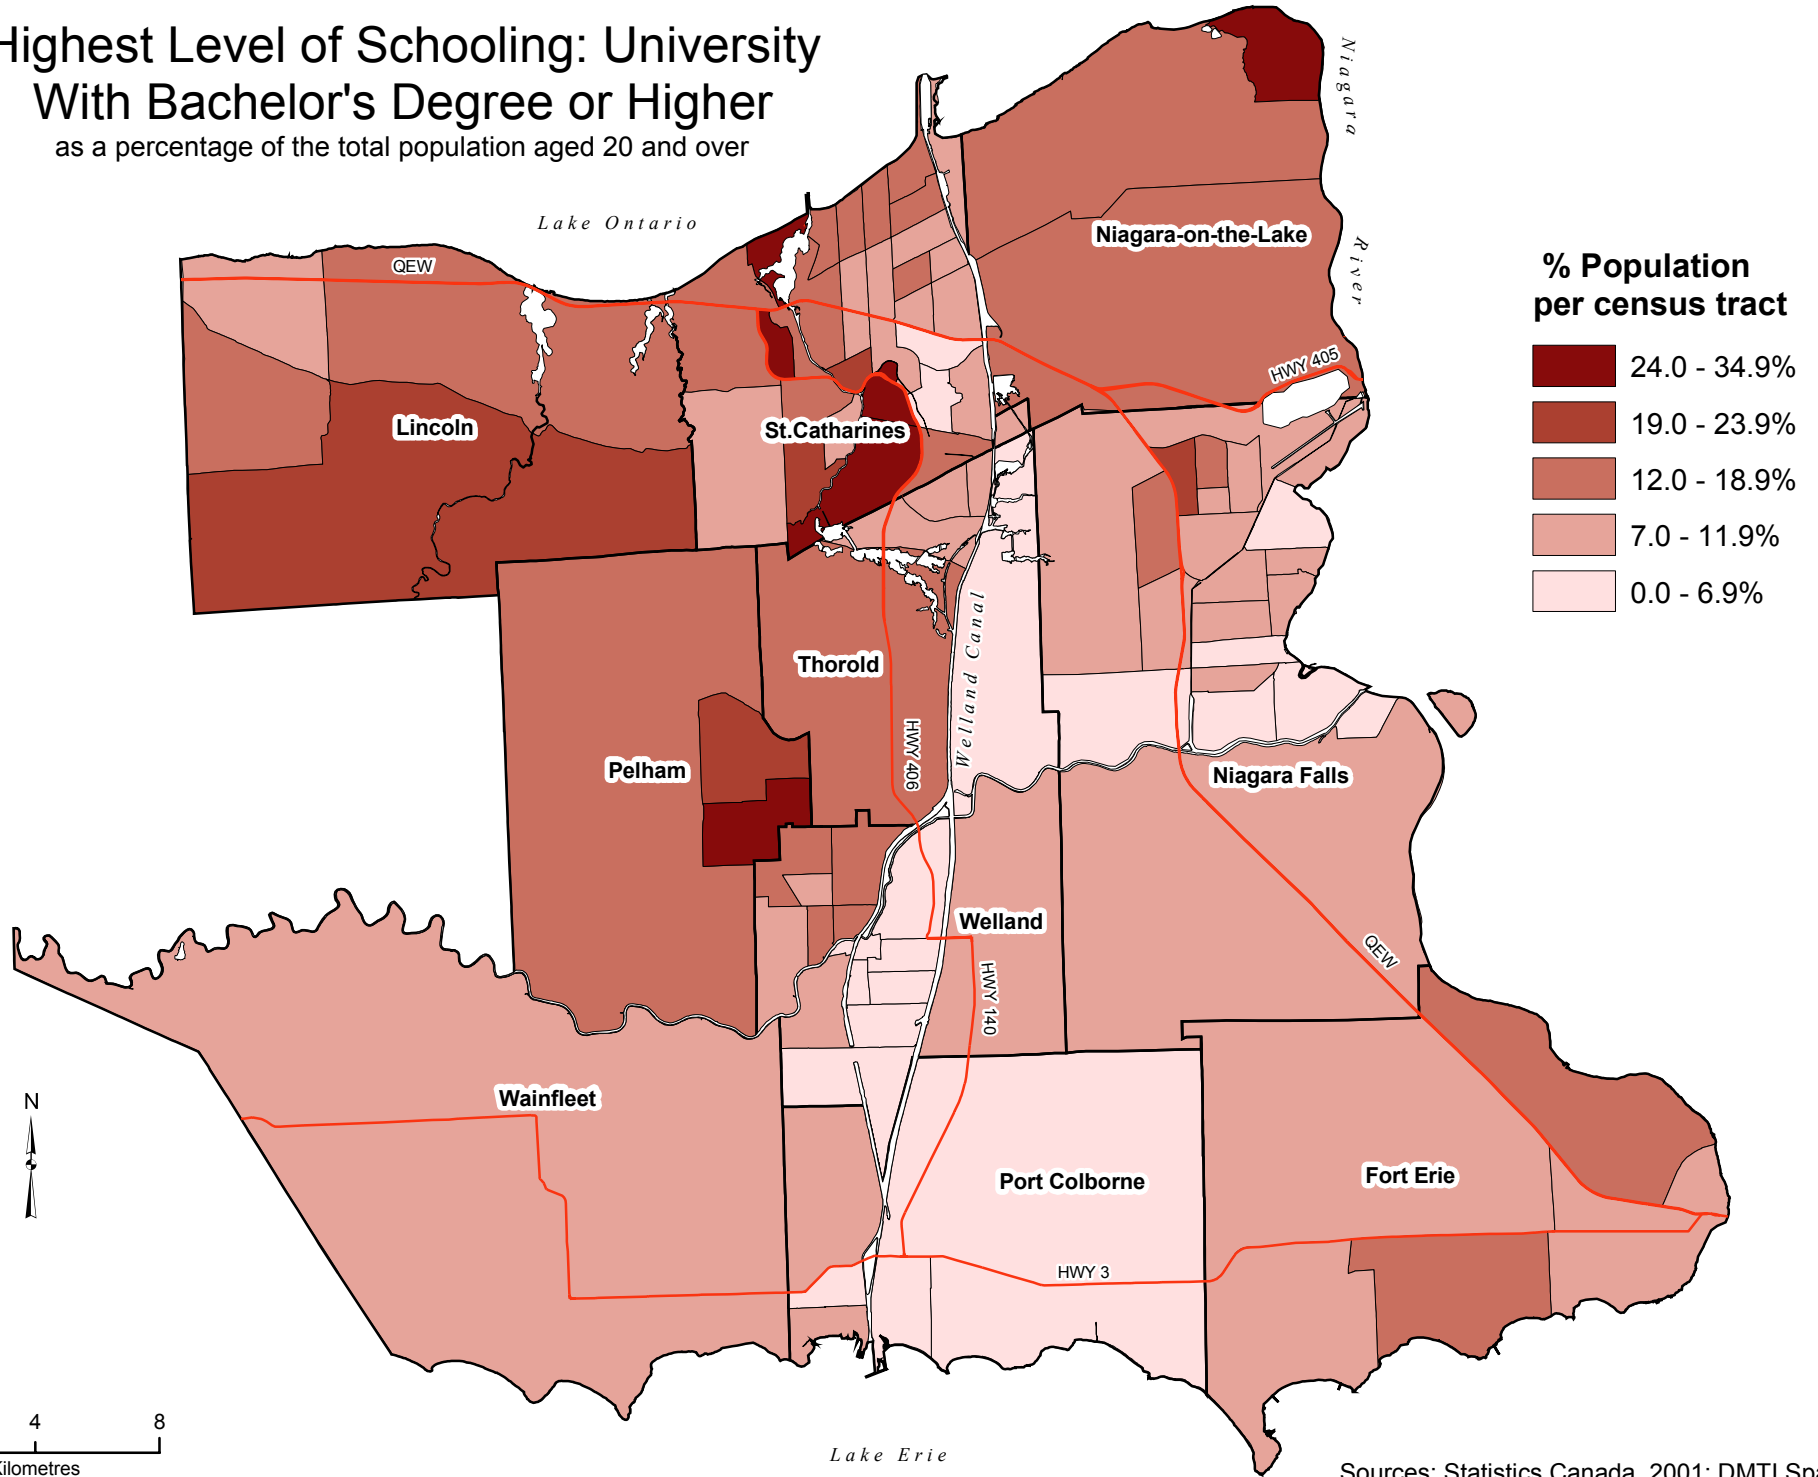 Highest Level of Schooling: University
With Bachelor's Degree or Higher
as a percentage of the total population aged 20 and over
Niagara
River
Lake Ontario
QEW
Niagara-on-the-Lake
% Population
per census tract
24.0 - 34.9%
19.0 - 23.9%
12.0 - 18.9%
7.0 - 11.9%
0.0 - 6.9%
HWY 405
Lincoln
St.Catharines
Thorold
Welland Canal
HWY 406
Pelham
Niagara Falls
Welland
QEW
HWY 140
N
Wainfleet
Port Colborne
Fort Erie
HWY 3
4 8
Kilometres
Lake Erie
Sources: Statistics Canada, 2001; DMTI Spa